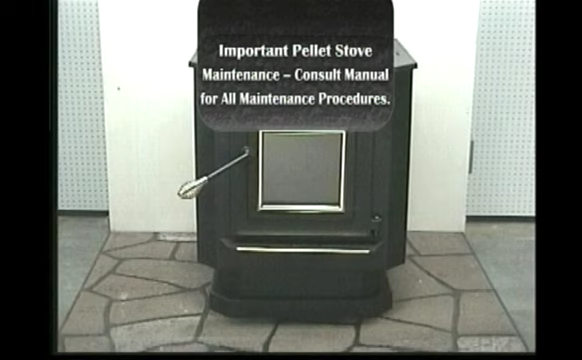 Important Pellet Stove
Maintenance – Consult Manual
for All Maintenance Procedures.